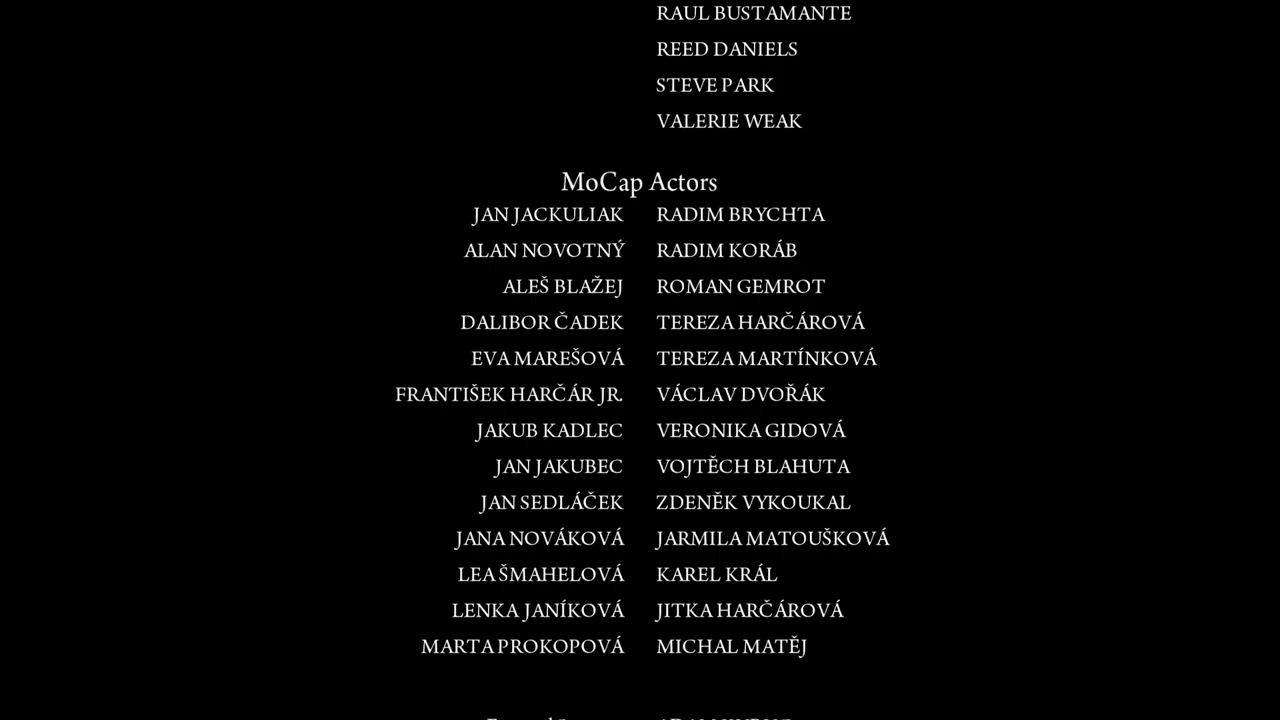 RAUL BUSTAMANTE
REED DANIELS
STEVE PARK
VALERIE WEAK
MoCap Actors
JAN JACKULIAK RADIM BRYCHTA
ALAN NOVOTNÝ RADIM KORÁB
ALEŠ BLAŽEJ ROMAN GEMROT
DALIBOR ČADEK TEREZA HARČÁROVÁ
EVA MAREŠOVÁ TEREZA MARTÍNKOVÁ
FRANTIŠEK HARČÁR JR. VÁCLAV DVOŘÁK
JAKUB KADLEC VERONIKA GIDOVÁ
JAN JAKUBEC VOJTĚCH BLAHUTA
JAN SEDLÁČEK ZDENĚK VYKOUKAL
JANA NOVÁKOVÁ JARMILA MATOUŠKOVÁ
LEA ŠMAHELOVÁ KAREL KRÁL
LENKA JANÍKOVÁ JITKA HARČÁROVÁ
MARTA PROKOPOVÁ MICHAL MATĚJ